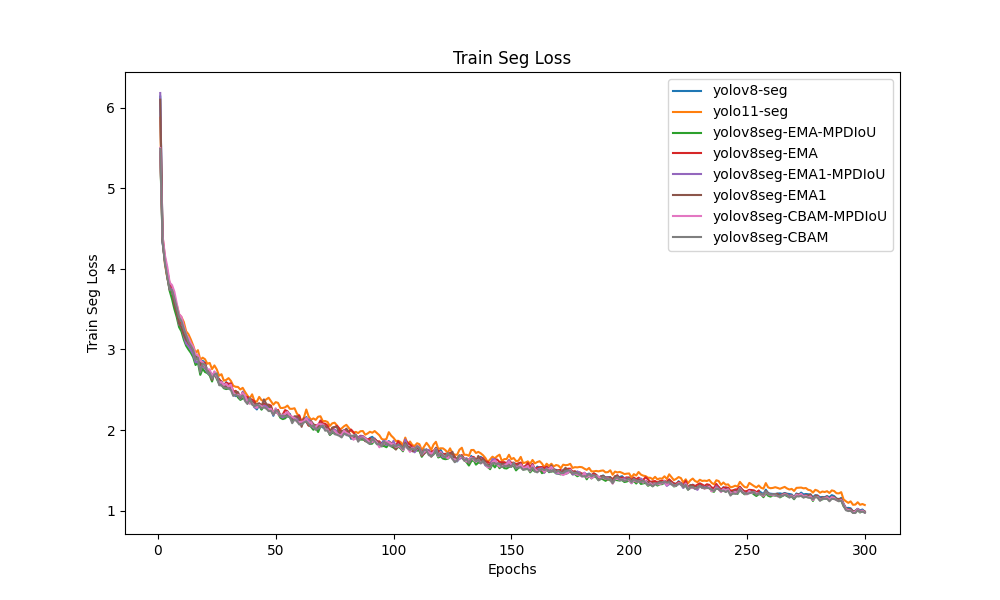 Train Seg Loss
yolov8-seg
yolo11-seg
yolov8seg-EMA-MPDIoU
yolov8seg-EMA
yolov8seg-EMA1-MPDIoU
yolov8seg-EMA1
yolov8seg-CBAM-MPDIoU
yolov8seg-CBAM
Train Seg Loss
6
5
4
3
2
1
0 50 100 150 200 250 300
Epochs